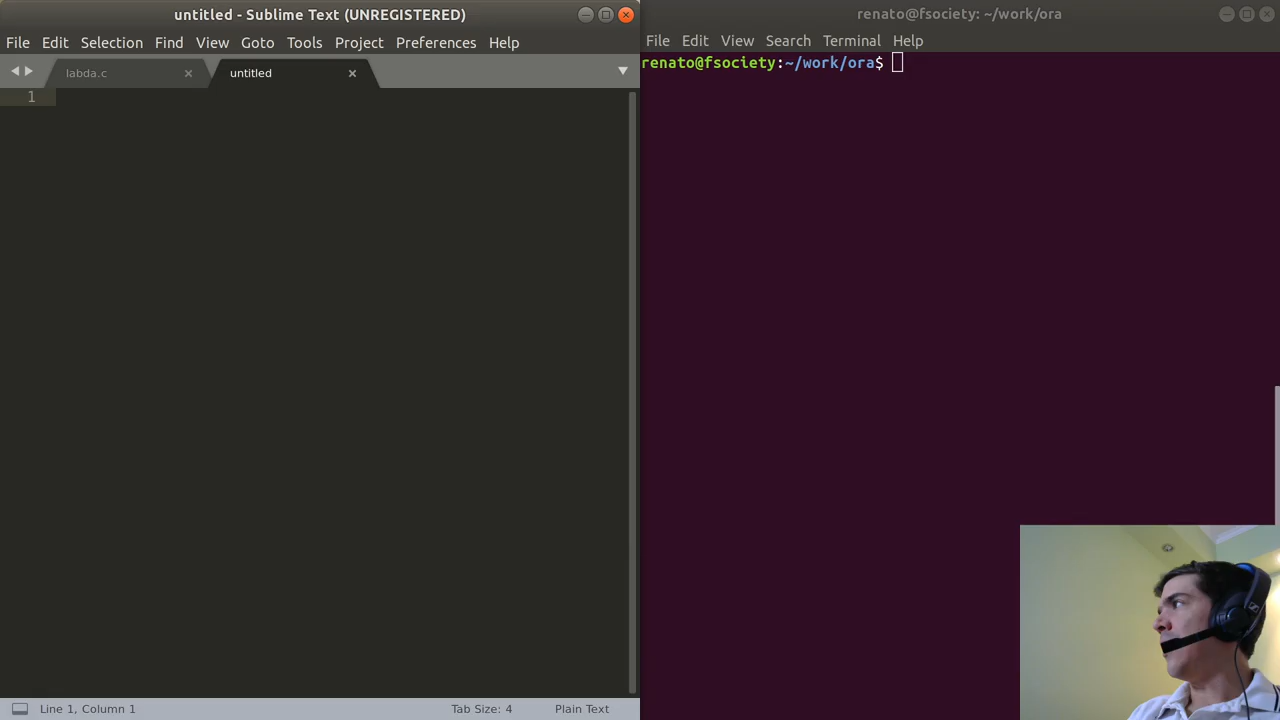 untitled - Sublime Text (UNREGISTERED)
File Edit Selection Find View Goto Tools Project Preferences Help
labda.c untitled
1
Line 1, Column 1 Tab Size: 4 Plain Text
renato@fsociety: ~/work/ora
File Edit View Search Terminal Help
renato@fsociety:~/work/ora$